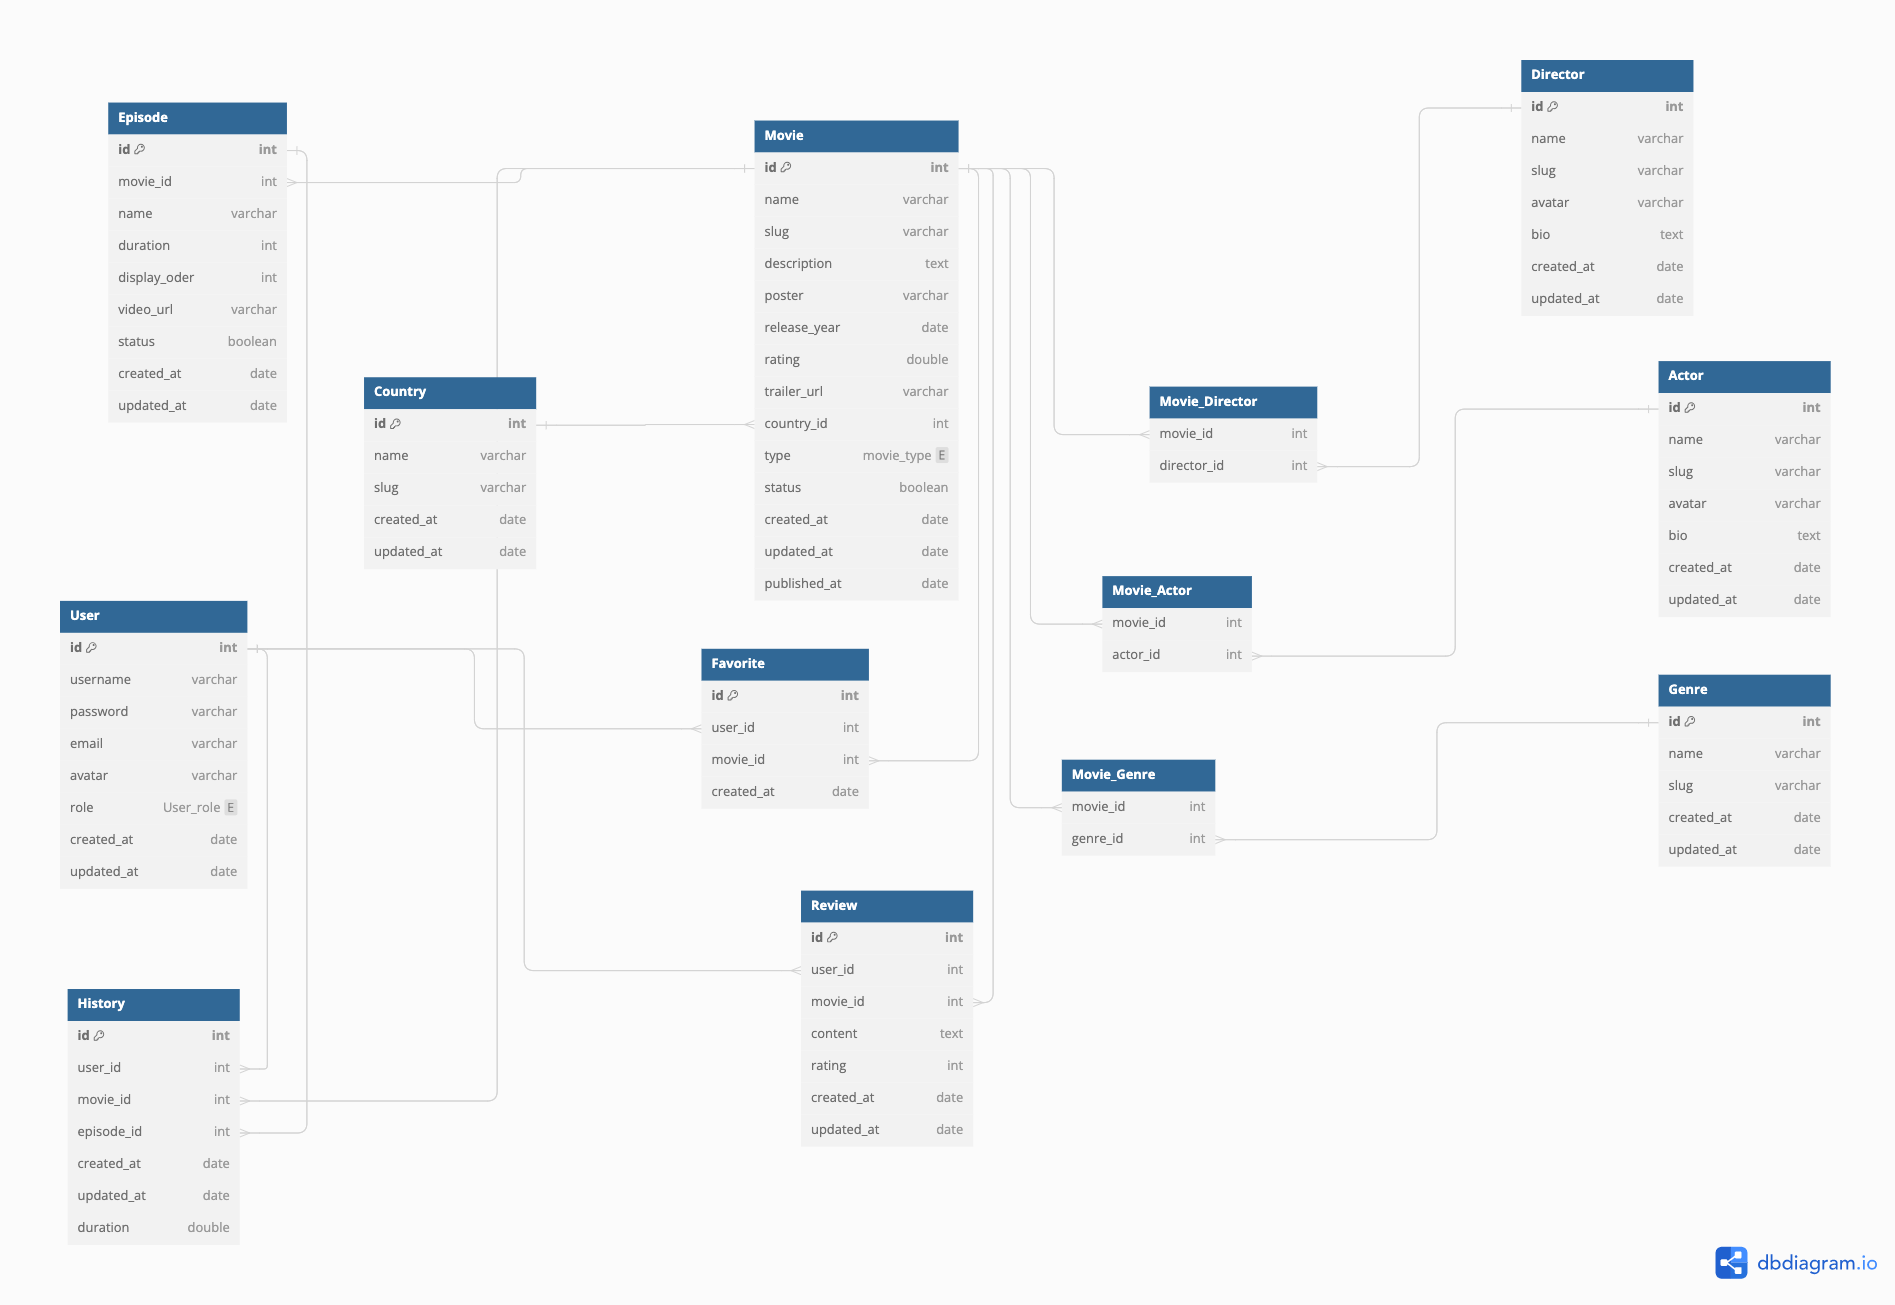 Episode
id int
movie_id int
name varchar
duration int
display_oder int
video_url varchar
status boolean
created_at date
updated_at date
Movie
id int
name varchar
slug varchar
description text
poster varchar
release_year date
rating double
trailer_url varchar
country_id int
type movie_type E
status boolean
created_at date
updated_at date
published_at date
Director
id int
name varchar
slug varchar
avatar varchar
bio text
created_at date
updated_at date
Country
id int
name varchar
slug varchar
created_at date
updated_at date
Movie_Director
movie_id int
director_id int
Actor
id int
name varchar
slug varchar
avatar varchar
bio text
created_at date
updated_at date
Movie_Actor
movie_id int
actor_id int
User
id int
username varchar
password varchar
email varchar
avatar varchar
role User_role E
created_at date
updated_at date
Favorite
id int
user_id int
movie_id int
created_at date
Genre
id int
name varchar
slug varchar
created_at date
updated_at date
Movie_Genre
movie_id int
genre_id int
Review
id int
user_id int
movie_id int
content text
rating int
created_at date
updated_at date
History
id int
user_id int
movie_id int
episode_id int
created_at date
updated_at date
duration double
dbdiagram.io